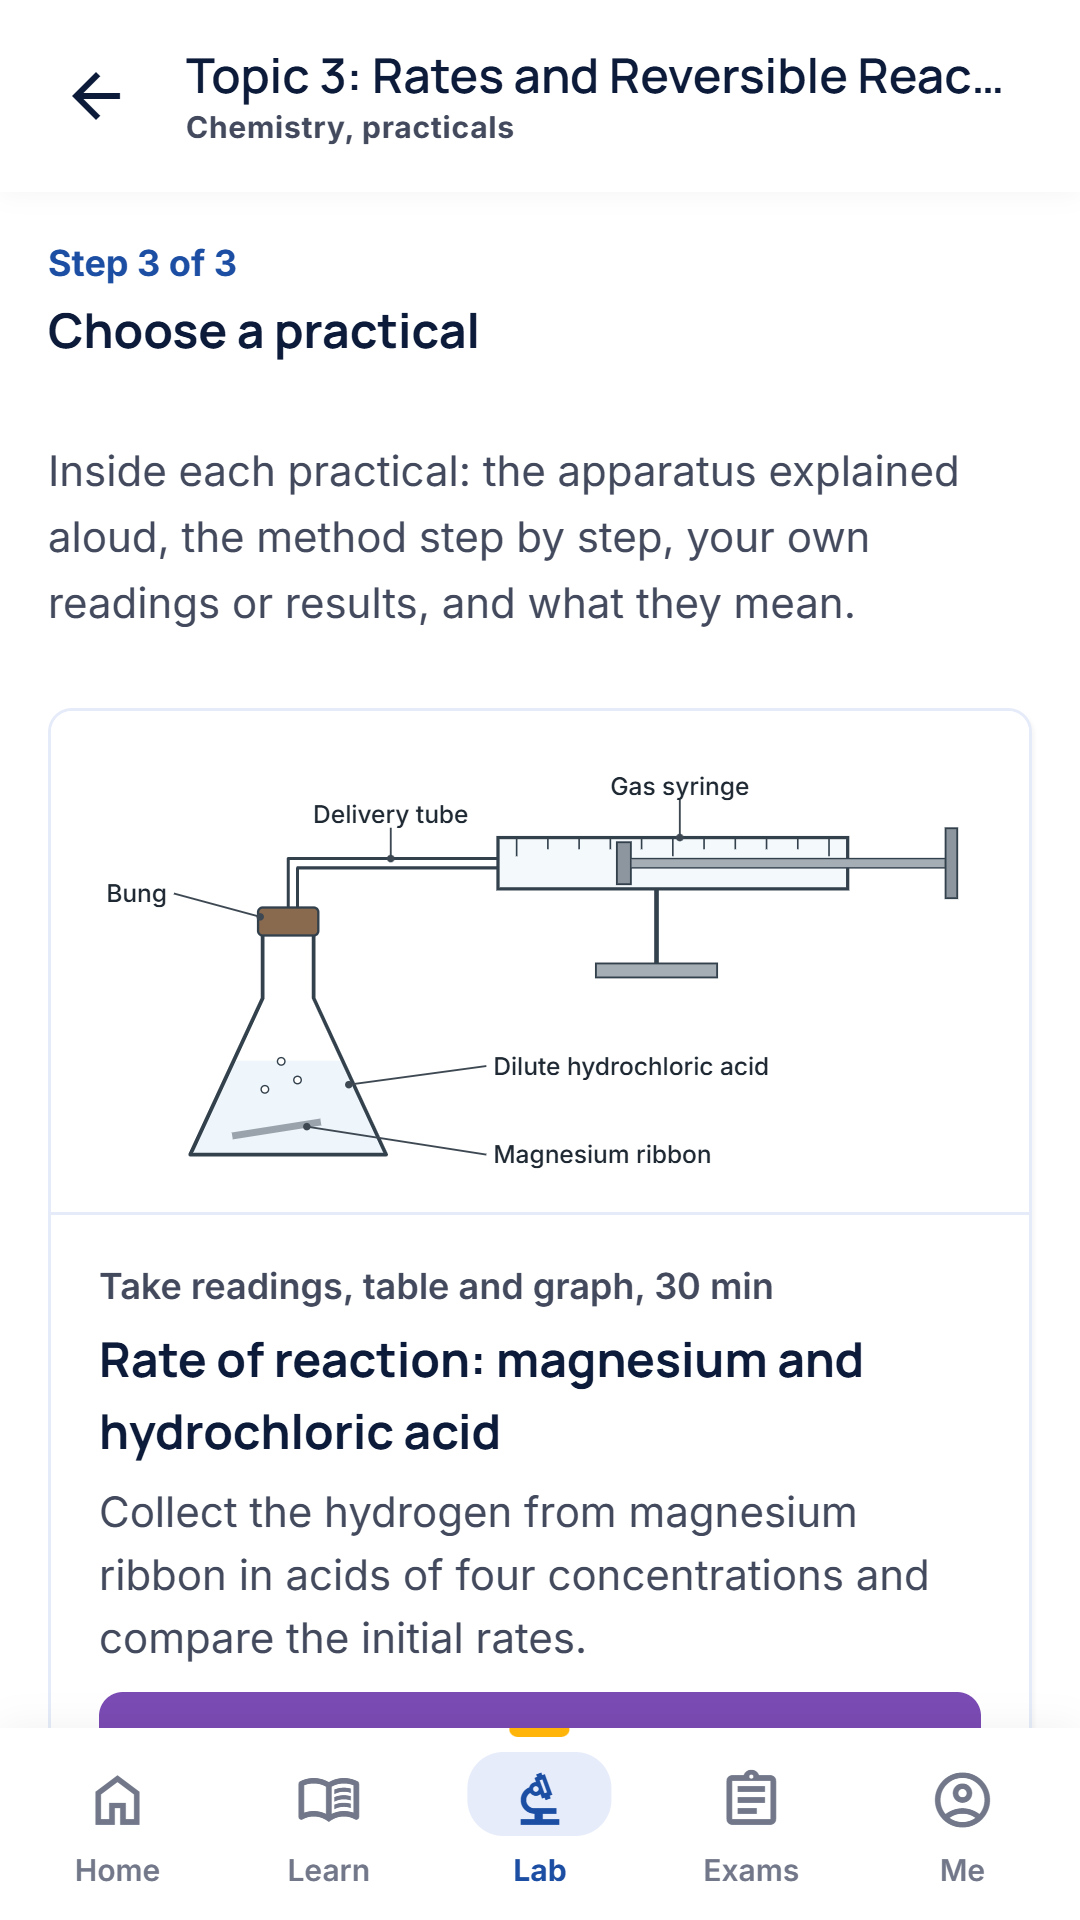 Topic 3: Rates and Reversible Reac...
Chemistry, practicals
Step 3 of 3
Choose a practical
Inside each practical: the apparatus explained
aloud, the method step by step, your own
readings or results, and what they mean.
Gas syringe
Delivery tube
Bung
Dilute hydrochloric acid
Magnesium ribbon
Take readings, table and graph, 30 min
Rate of reaction: magnesium and
hydrochloric acid
Collect the hydrogen from magnesium
ribbon in acids of four concentrations and
compare the initial rates.
Home
Learn
Lab
Exams
Me